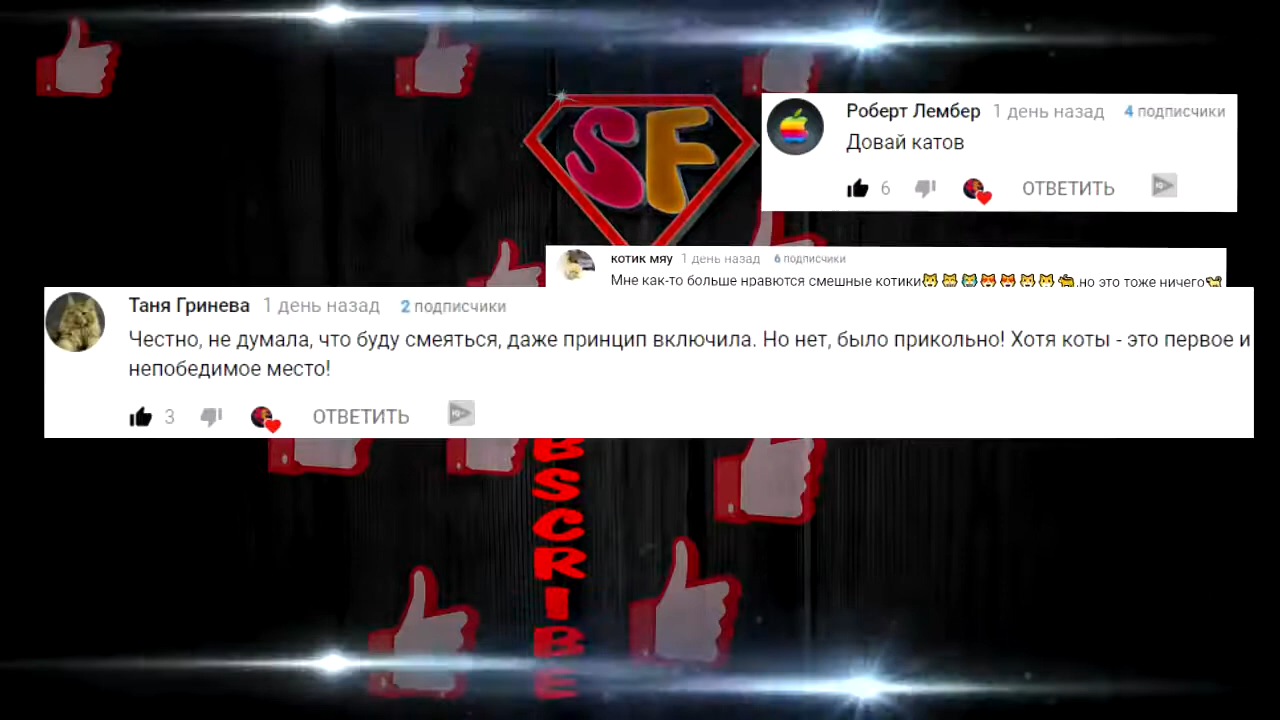 SF
Роберт Лембер 1 день назад 4 подписчики
Довай катов
6 ОТВЕТИТЬ
котик мяу 1 день назад 6 подписчики
Мне как-то больше нравются смешные котики🐱😹😹😻😻🐱🐱🐈.но это тоже ничего🐩
Таня Гринева 1 день назад 2 подписчики
Честно, не думала, что буду смеяться, даже принцип включила. Но нет, было прикольно! Хотя коты - это первое и
непобедимое место!
3 ОТВЕТИТЬ
BSCRIBE